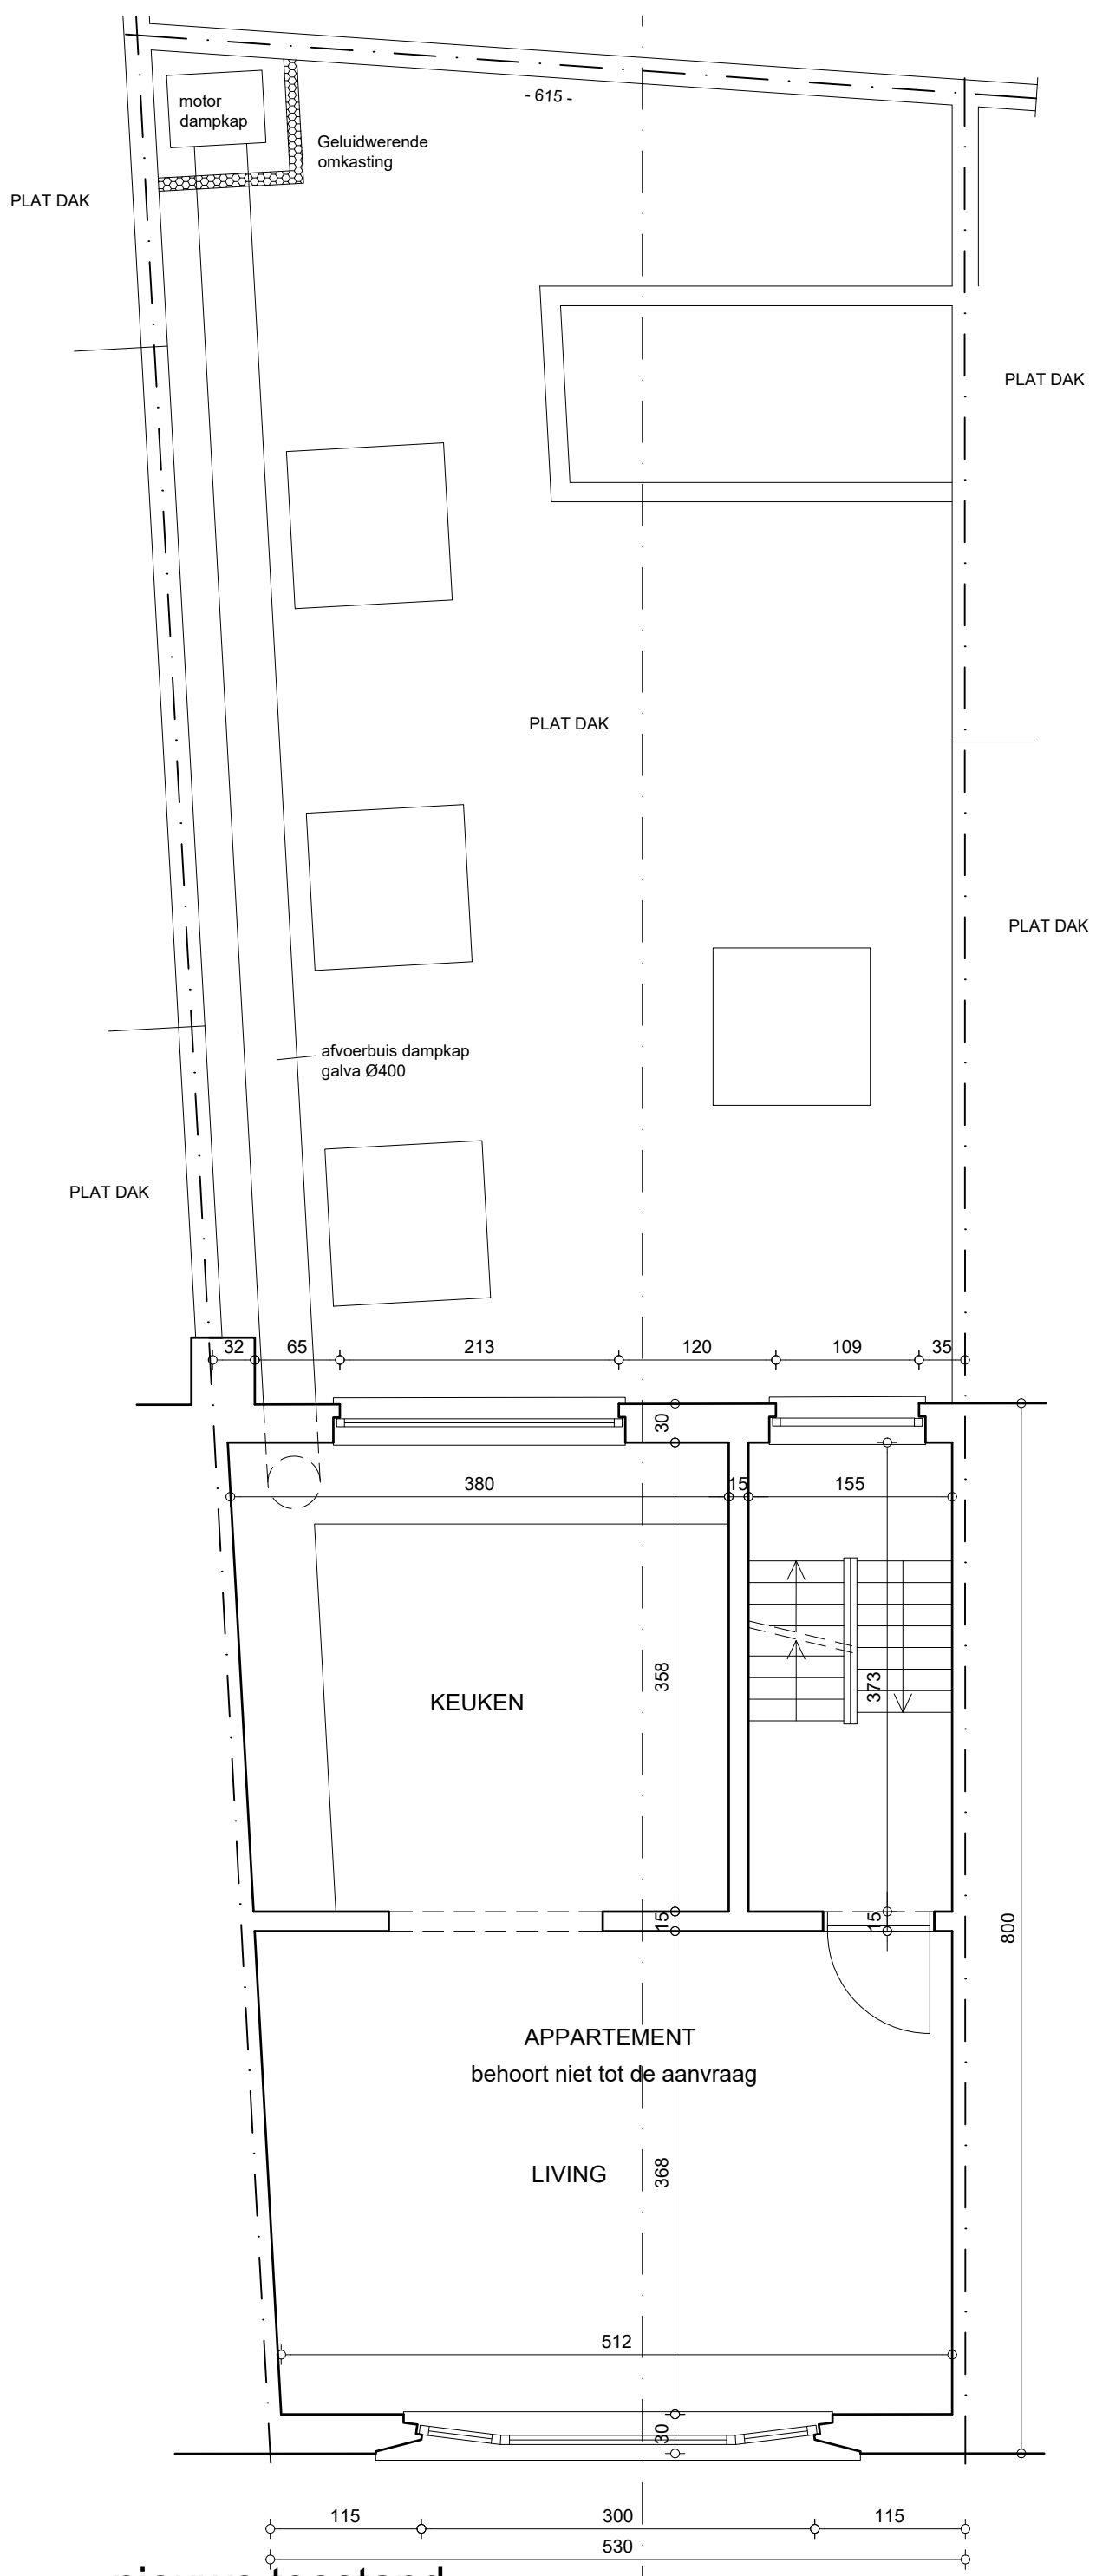 - 615 -
motor
dampkap
Geluidwerende
omkasting
PLAT DAK
PLAT DAK
PLAT DAK
PLAT DAK
afvoerbuis dampkap
galva Ø400
PLAT DAK
32 65 213 120 109 35
30
380 15 155
358
373
KEUKEN
15
15
800
APPARTEMENT
behoort niet tot de aanvraag
LIVING
368
512
30
115 300 115
530
nieuwe toestand